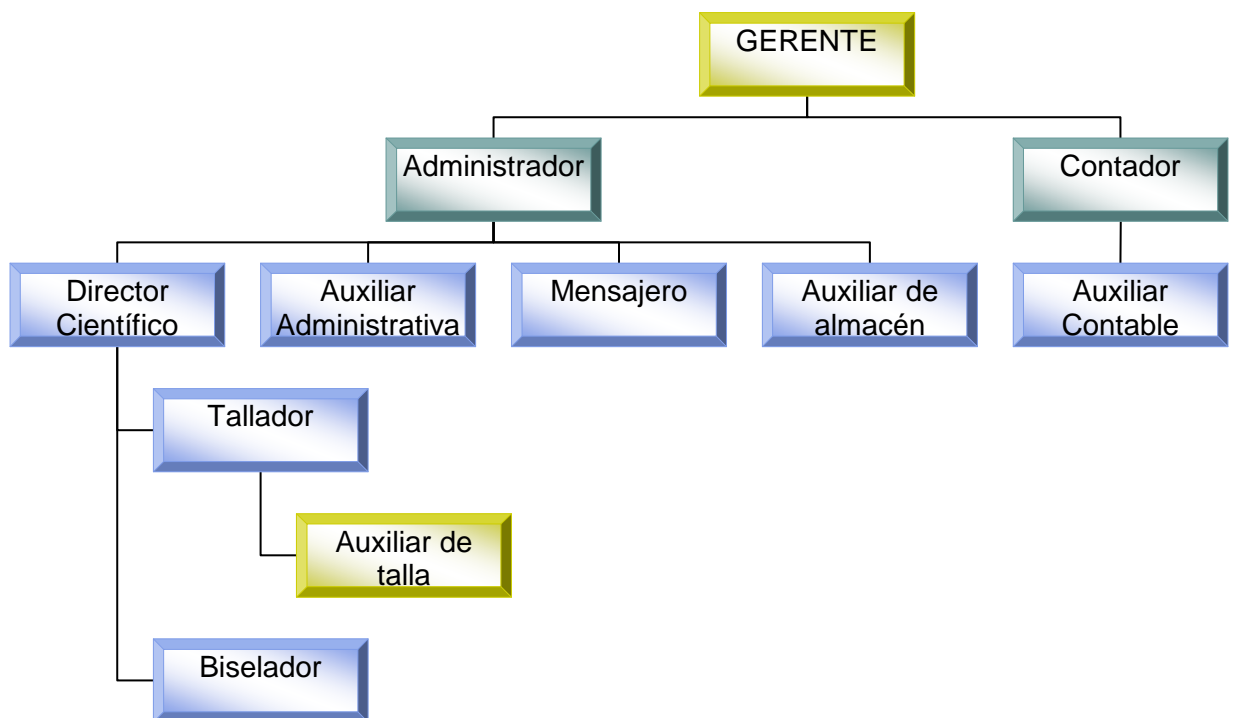 GERENTE
Administrador
Contador
Director
Científico
Auxiliar
Administrativa
Mensajero
Auxiliar de
almacén
Auxiliar
Contable
Tallador
Auxiliar de
talla
Biselador